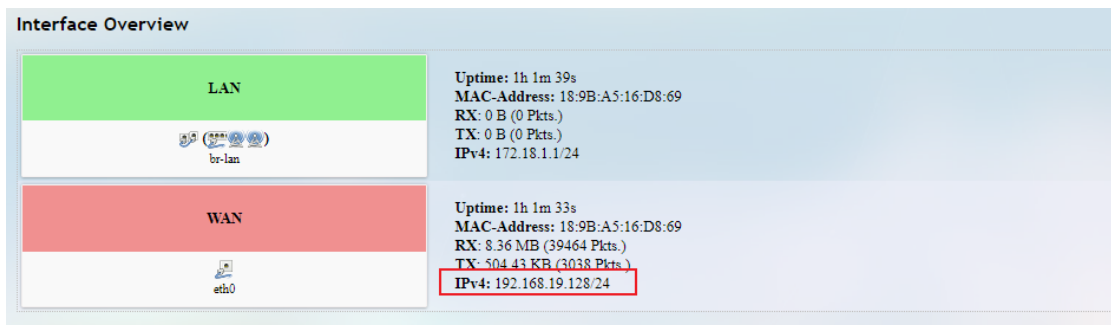 Interface Overview
LAN
br-lan
Uptime: 1h 1m 39s
MAC-Address: 18:9B:A5:16:D8:69
RX: 0 B (0 Pkts.)
TX: 0 B (0 Pkts.)
IPv4: 172.18.1.1/24
WAN
eth0
Uptime: 1h 1m 33s
MAC-Address: 18:9B:A5:16:D8:69
RX: 8.36 MB (39464 Pkts.)
TX: 504.43 KB (3038 Pkts.)
IPv4: 192.168.19.128/24